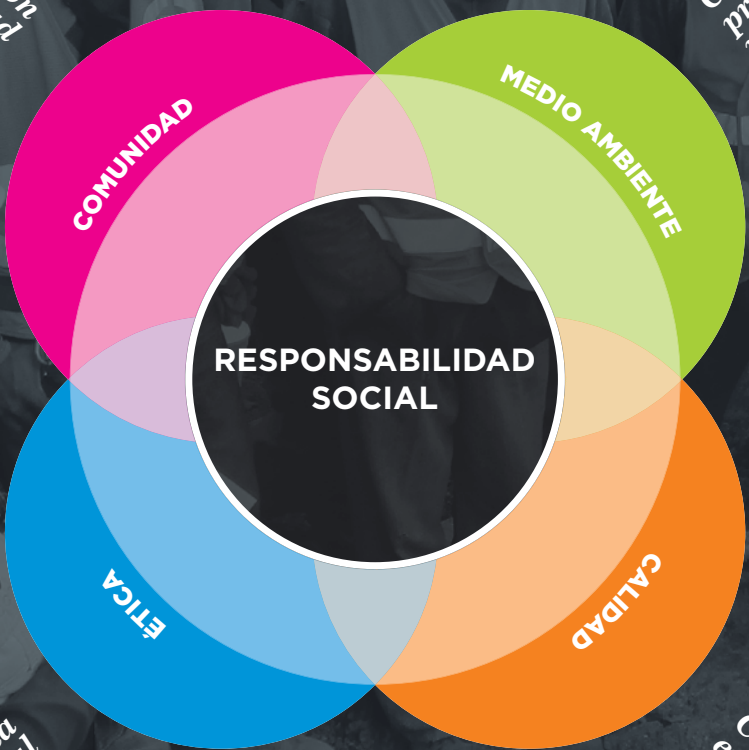 COMUNIDAD
MEDIO AMBIENTE
RESPONSABILIDAD
SOCIAL
ÉTICA
CALIDAD